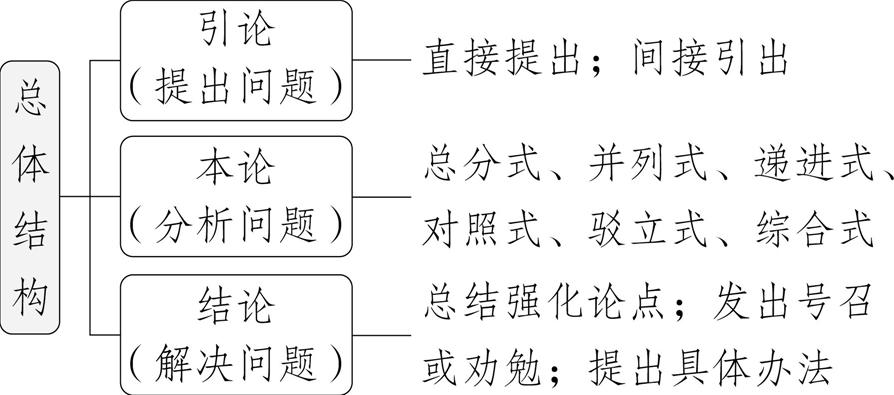 总体结构
引论
（提出问题）
直接提出；间接引出
本论
（分析问题）
总分式、并列式、递进式、
对照式、驳立式、综合式
结论
（解决问题）
总结强化论点；发出号召
或劝勉；提出具体办法